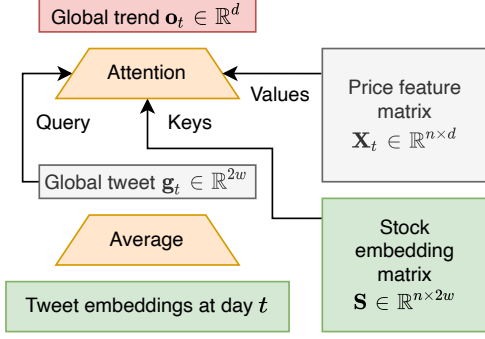 Global trend $\mathbf{o}_t \in \mathbb{R}^d$
Attention
Values
Query
Keys
Price feature
matrix
$\mathbf{X}_t \in \mathbb{R}^{n \times d}$
Global tweet $\mathbf{g}_t \in \mathbb{R}^{2w}$
Average
Stock
embedding
matrix
$\mathbf{S} \in \mathbb{R}^{n \times 2w}$
Tweet embeddings at day $t$